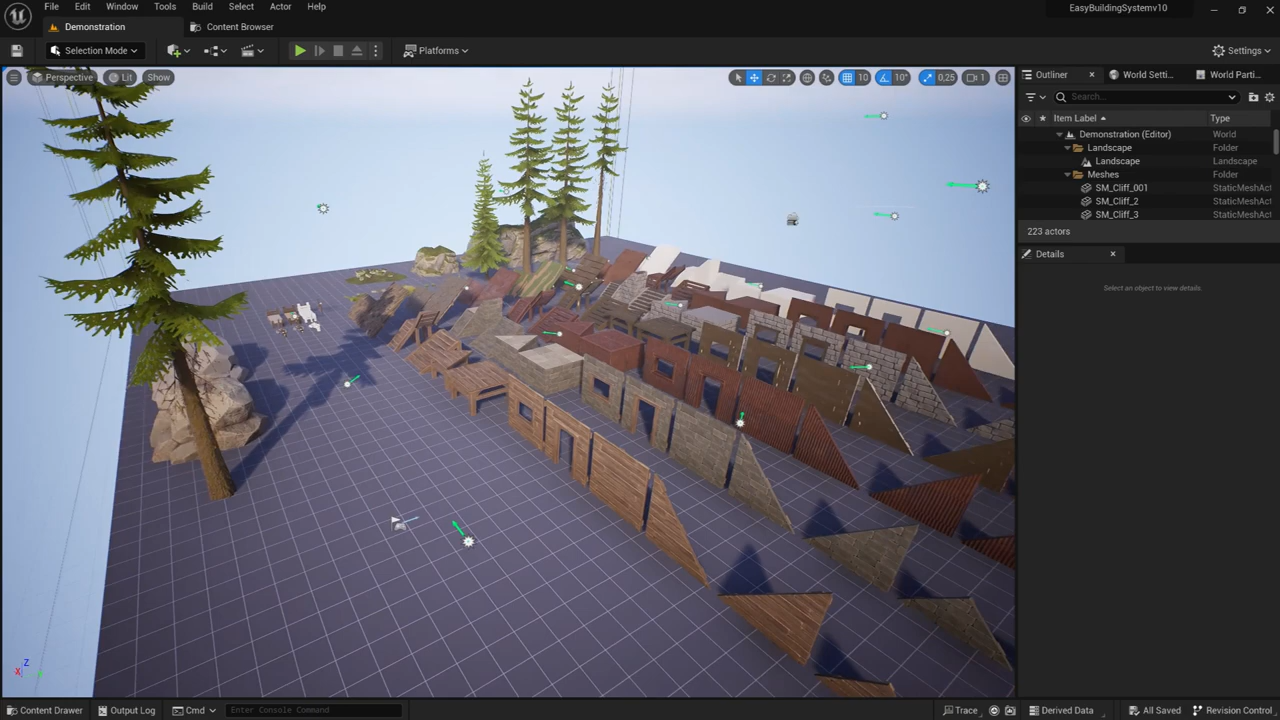 File Edit Window Tools Build Select Actor Help
EasyBuildingSystemv10
Demonstration
Content Browser
Selection Mode
Platforms
Settings
Perspective
Lit
Show
10
10°
0,25
1
Outliner
World Setti...
World Parti...
Search...
Item Label
Type
Demonstration (Editor) World
Landscape Folder
Landscape Landscape
Meshes Folder
SM_Cliff_001 StaticMeshAct
SM_Cliff_2 StaticMeshAct
SM_Cliff_3 StaticMeshAct
223 actors
Details
Select an object to view details.
Z
X
Content Drawer
Output Log
Cmd
Enter Console Command
Trace
Derived Data
All Saved
Revision Control